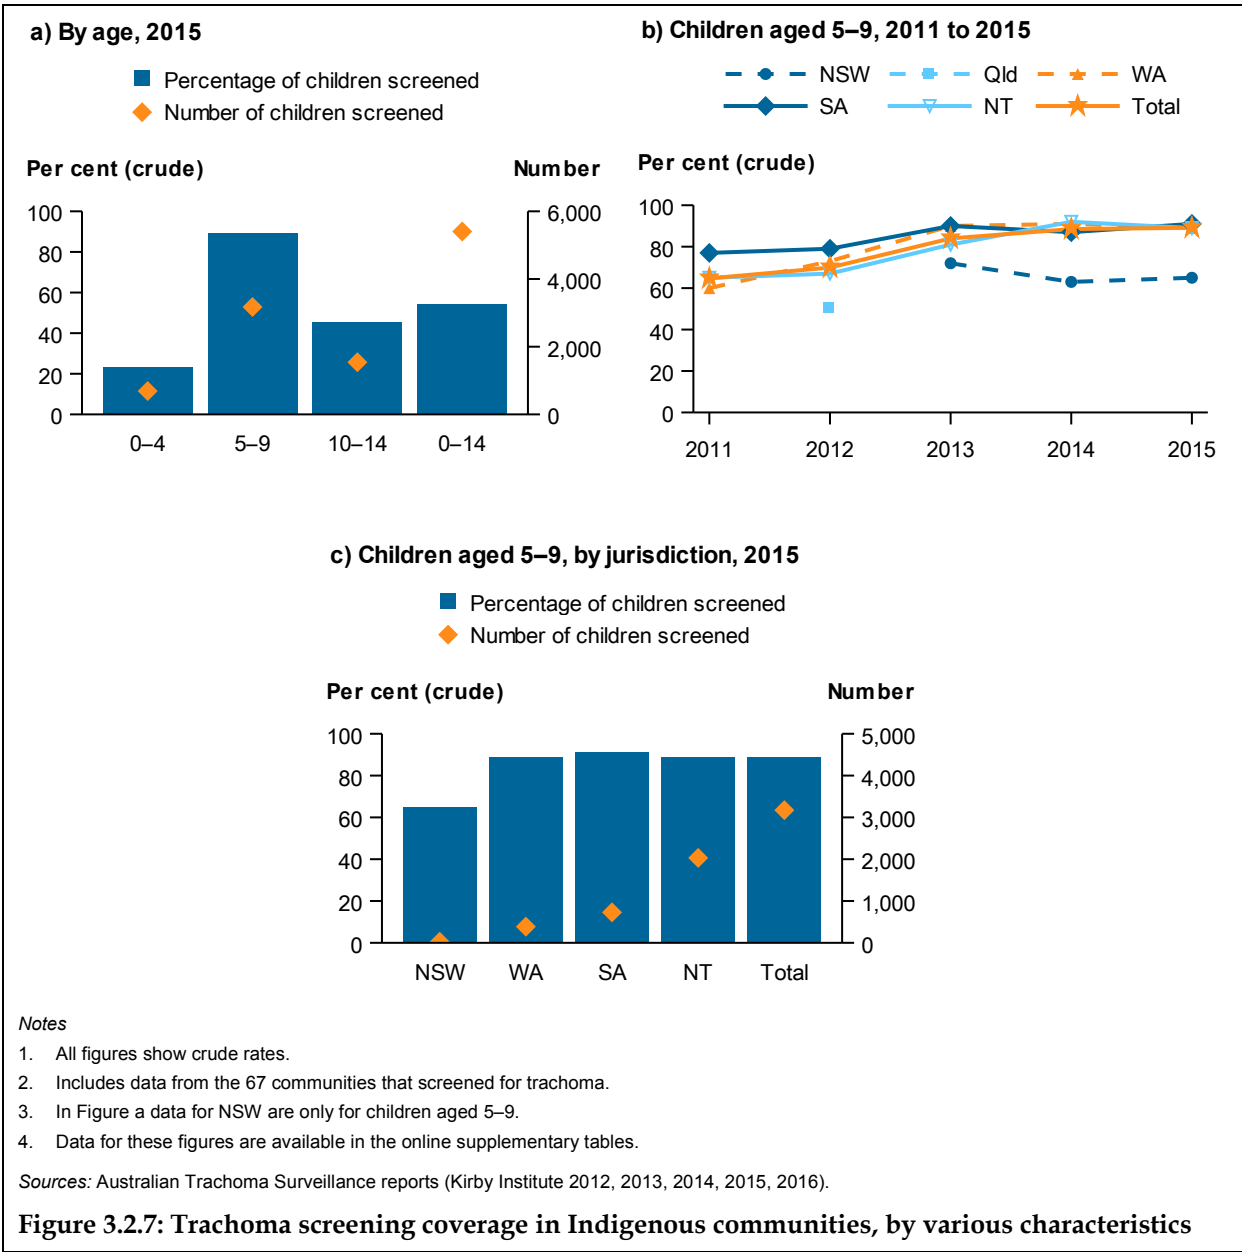 a) By age, 2015
Percentage of children screened
Number of children screened
Per cent (crude) Number
100 6,000
80
60 4,000
40 2,000
20
0 0
0–4 5–9 10–14 0–14
b) Children aged 5–9, 2011 to 2015
NSW Qld WA
SA NT Total
Per cent (crude)
100
80
60
40
20
0
2011 2012 2013 2014 2015
c) Children aged 5–9, by jurisdiction, 2015
Percentage of children screened
Number of children screened
Per cent (crude) Number
100 5,000
80 4,000
60 3,000
40 2,000
20 1,000
0 0
NSW WA SA NT Total
Notes
1. All figures show crude rates.
2. Includes data from the 67 communities that screened for trachoma.
3. In Figure a data for NSW are only for children aged 5–9.
4. Data for these figures are available in the online supplementary tables.
Sources: Australian Trachoma Surveillance reports (Kirby Institute 2012, 2013, 2014, 2015, 2016).
Figure 3.2.7: Trachoma screening coverage in Indigenous communities, by various characteristics